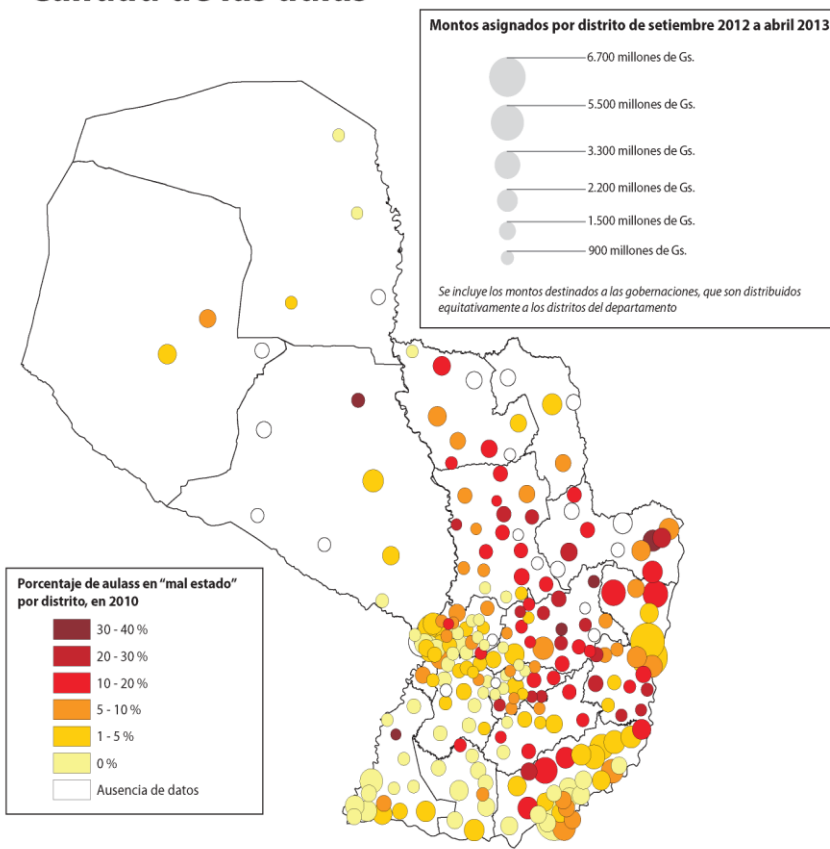 Montos asignados por distrito de setiembre 2012 a abril 2013
6.700 millones de Gs.
5.500 millones de Gs.
3.300 millones de Gs.
2.200 millones de Gs.
1.500 millones de Gs.
900 millones de Gs.
Se incluye los montos destinados a las gobernaciones, que son distribuidos
equitativamente a los distritos del departamento
Porcentaje de aulass en “mal estado”
por distrito, en 2010
30 - 40 %
20 - 30 %
10 - 20 %
5 - 10 %
1 - 5 %
0 %
Ausencia de datos